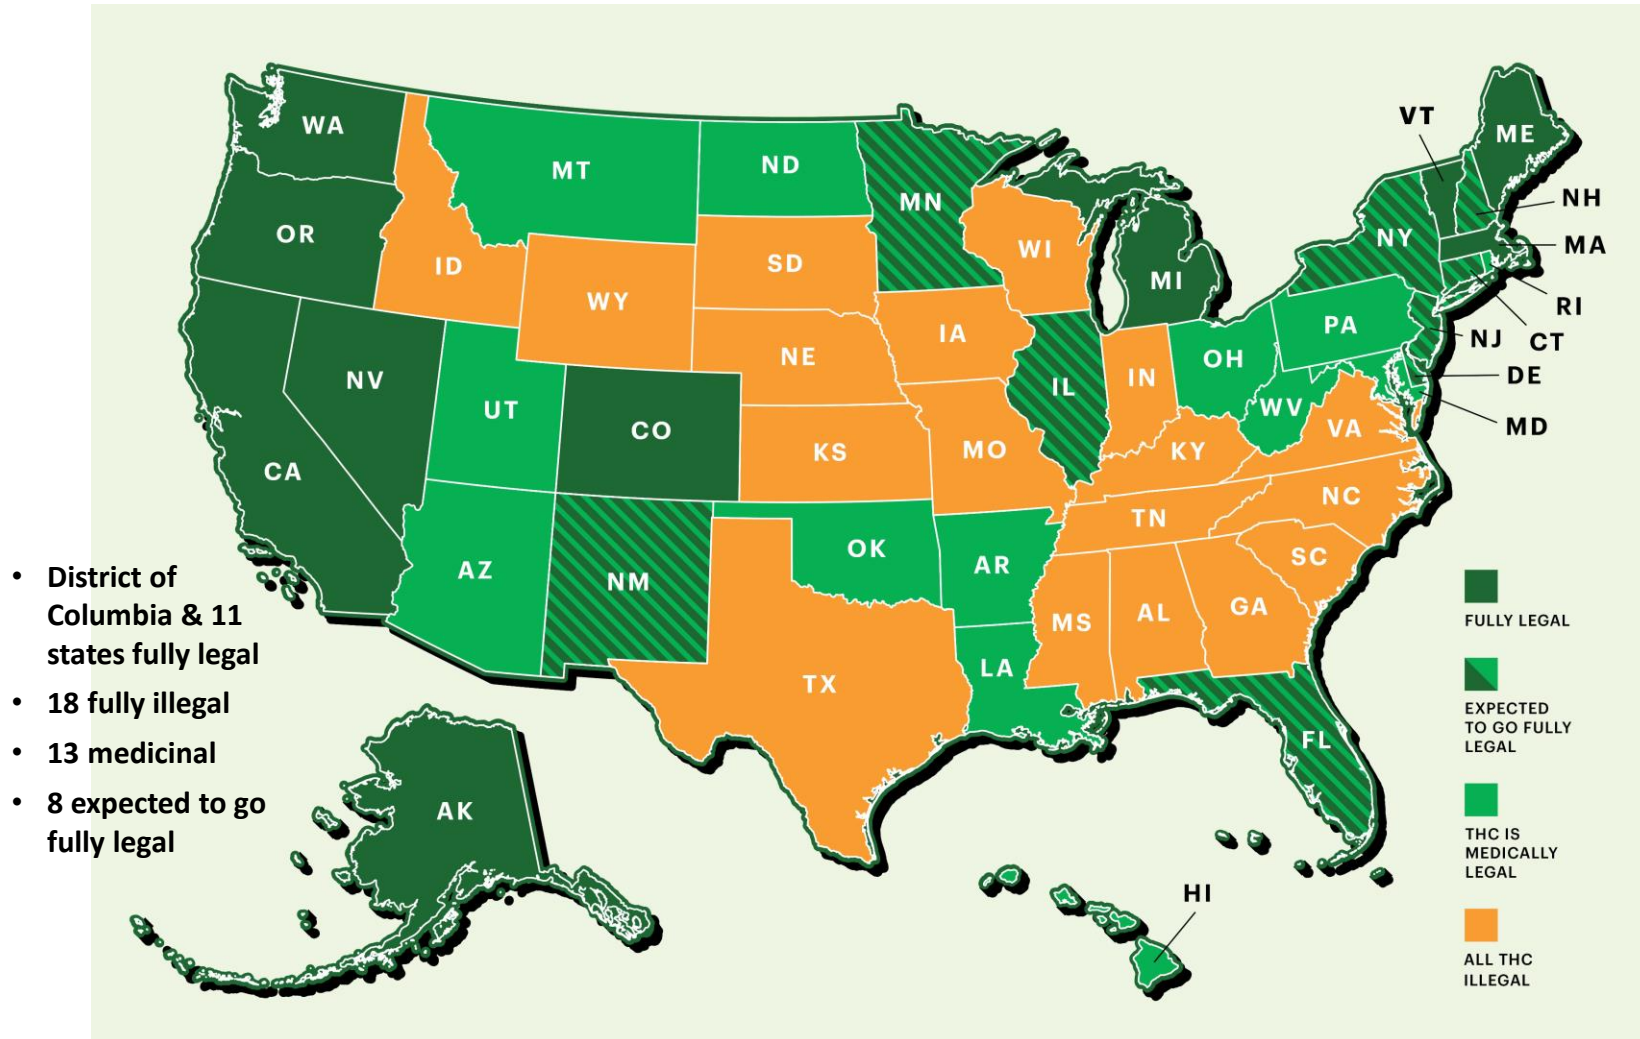 WA
MT
ND
MN
VT
ME
OR
ID
SD
WI
MI
NY
NH
MA
WY
IA
PA
RI
NV
NE
IL
IN
OH
NJ
CT
UT
CO
KS
MO
WV
VA
DE
CA
KY
MD
AZ
NM
OK
AR
TN
NC
SC
TX
LA
MS
AL
GA
FL
AK
HI
• District of
Columbia & 11
states fully legal
• 18 fully illegal
• 13 medicinal
• 8 expected to go
fully legal
FULLY LEGAL
EXPECTED
TO GO FULLY
LEGAL
THC IS
MEDICALLY
LEGAL
ALL THC
ILLEGAL